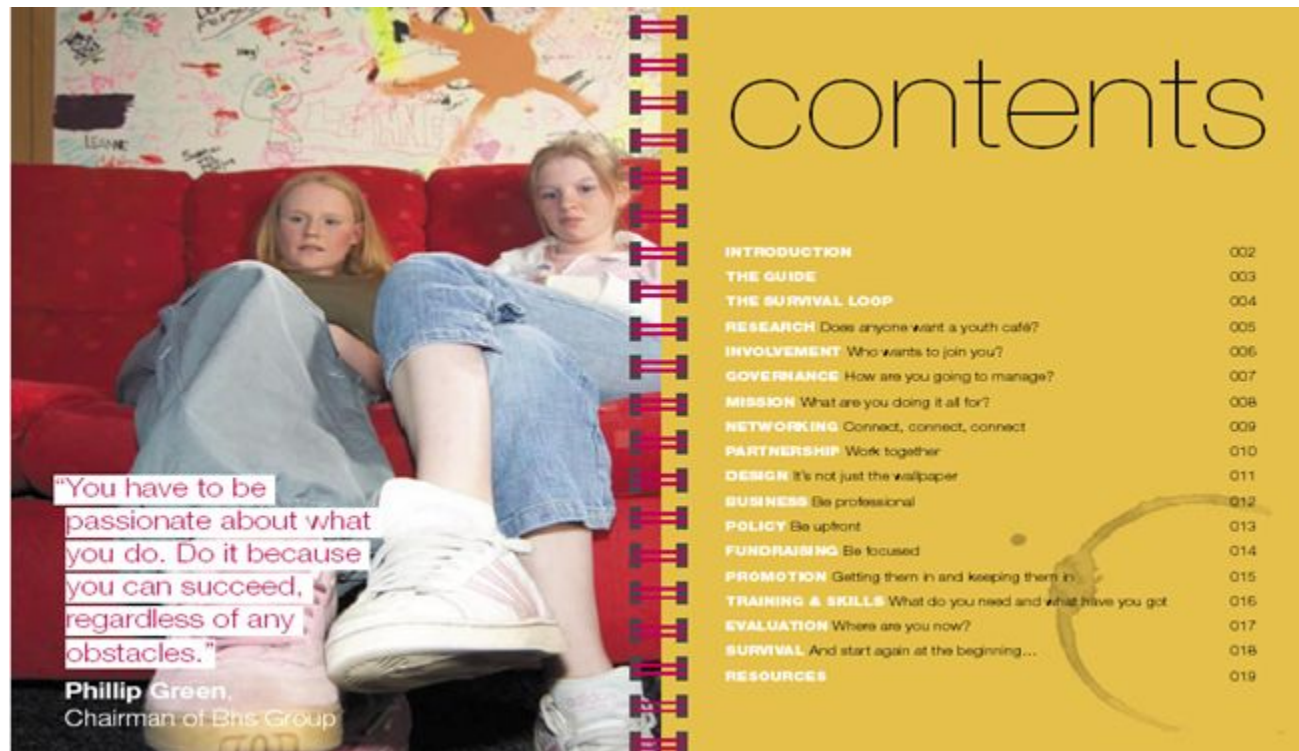 LEANNE
"You have to be
passionate about what
you do. Do it because
you can succeed,
regardless of any
obstacles."
Phillip Green,
Chairman of Bhs Group
contents
INTRODUCTION 002
THE GUIDE 003
THE SURVIVAL LOOP 004
RESEARCH Does anyone want a youth café? 005
INVOLVEMENT Who wants to join you? 006
GOVERNANCE How are you going to manage? 007
MISSION What are you doing it all for? 008
NETWORKING Connect, connect, connect 009
PARTNERSHIP Work together 010
DESIGN It's not just the wallpaper 011
BUSINESS Be professional 012
POLICY Be upfront 013
FUNDRAISING Be focused 014
PROMOTION Getting them in and keeping them in 015
TRAINING & SKILLS What do you need and what have you got 016
EVALUATION Where are you now? 017
SURVIVAL And start again at the beginning... 018
RESOURCES 019